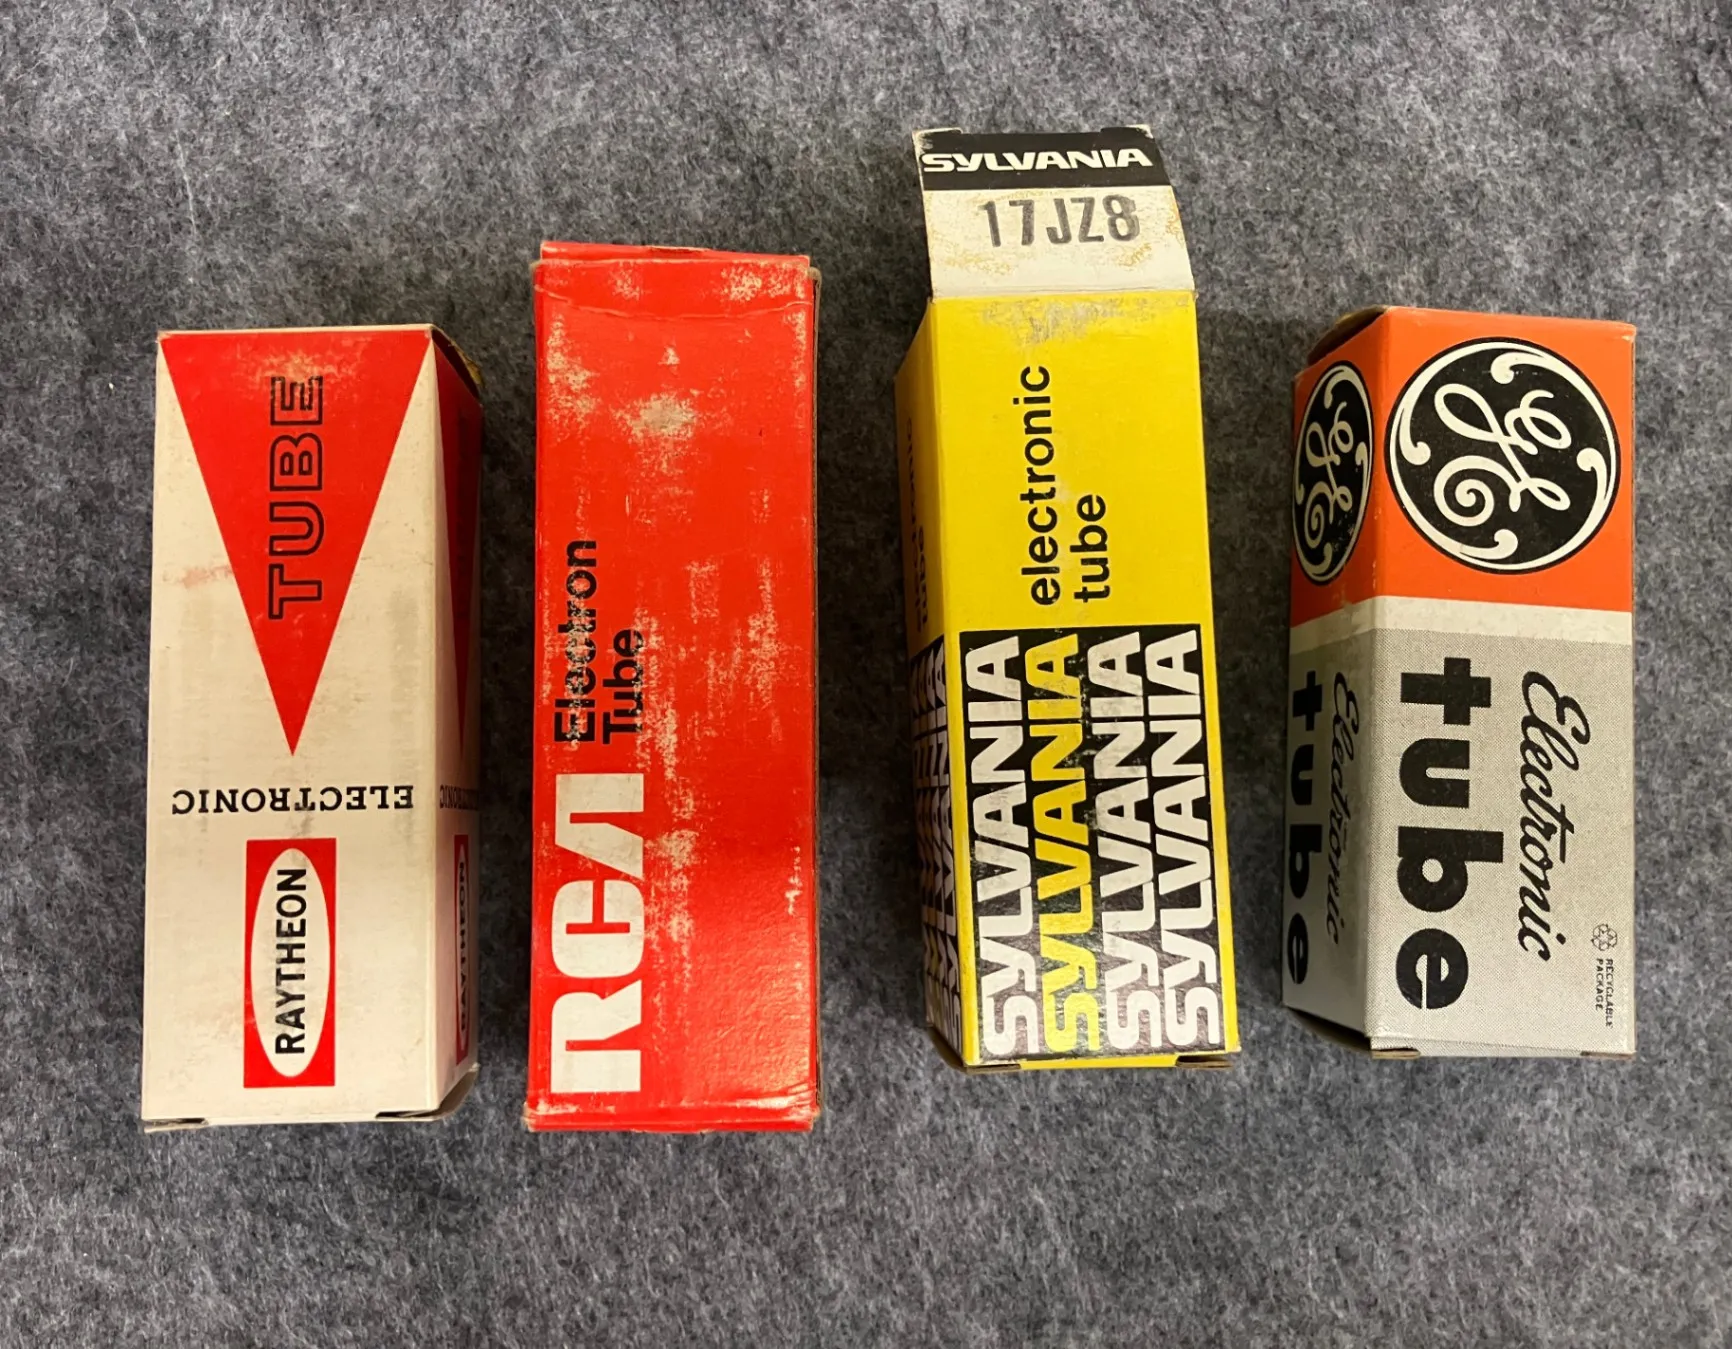 TUBE
ELECTRONIC
RAYTHEON
ELECTRONIC
RAYTHEON
Electron
Tube
RCA
SYLVANIA
17JZ8
electronic
tube
SYLVANIA
SYLVANIA
SYLVANIA
SYLVANIA
GE
GE
Electronic
tube
Electronic
tube
RECYCLABLE
PACKAGE